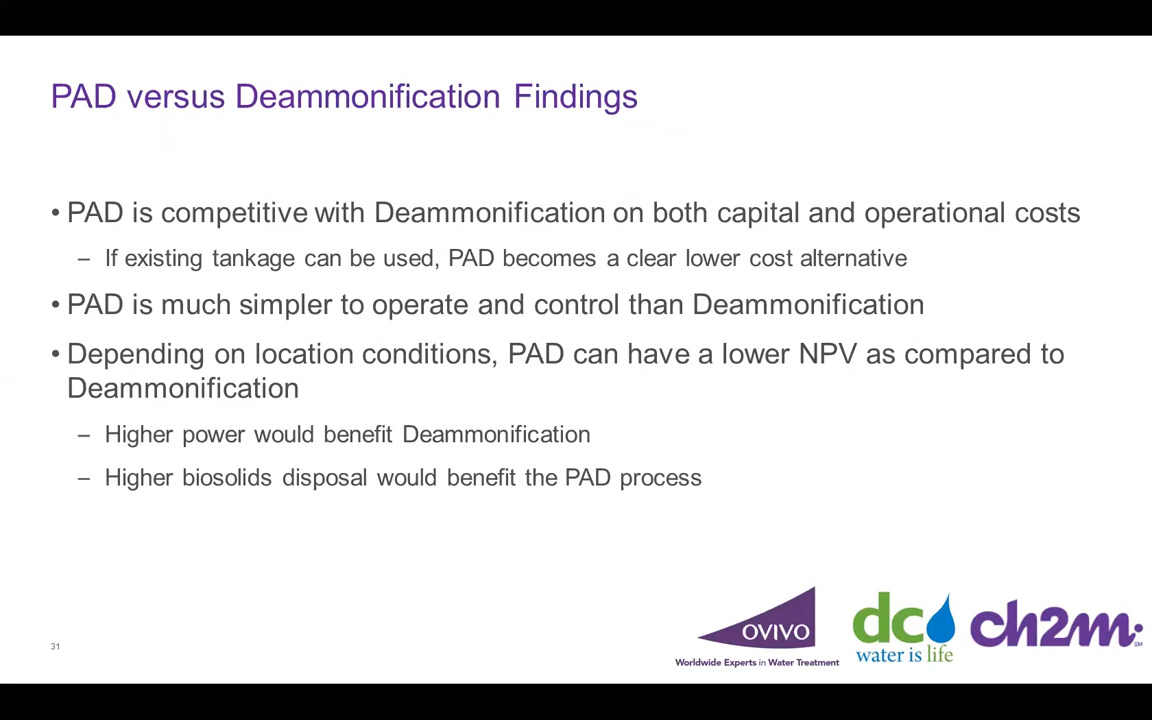 PAD versus Deammonification Findings
• PAD is competitive with Deammonification on both capital and operational costs
– If existing tankage can be used, PAD becomes a clear lower cost alternative
• PAD is much simpler to operate and control than Deammonification
• Depending on location conditions, PAD can have a lower NPV as compared to
Deammonification
– Higher power would benefit Deammonification
– Higher biosolids disposal would benefit the PAD process
31
OVIVO
Worldwide Experts in Water Treatment
dc
water is life
ch2m
SM